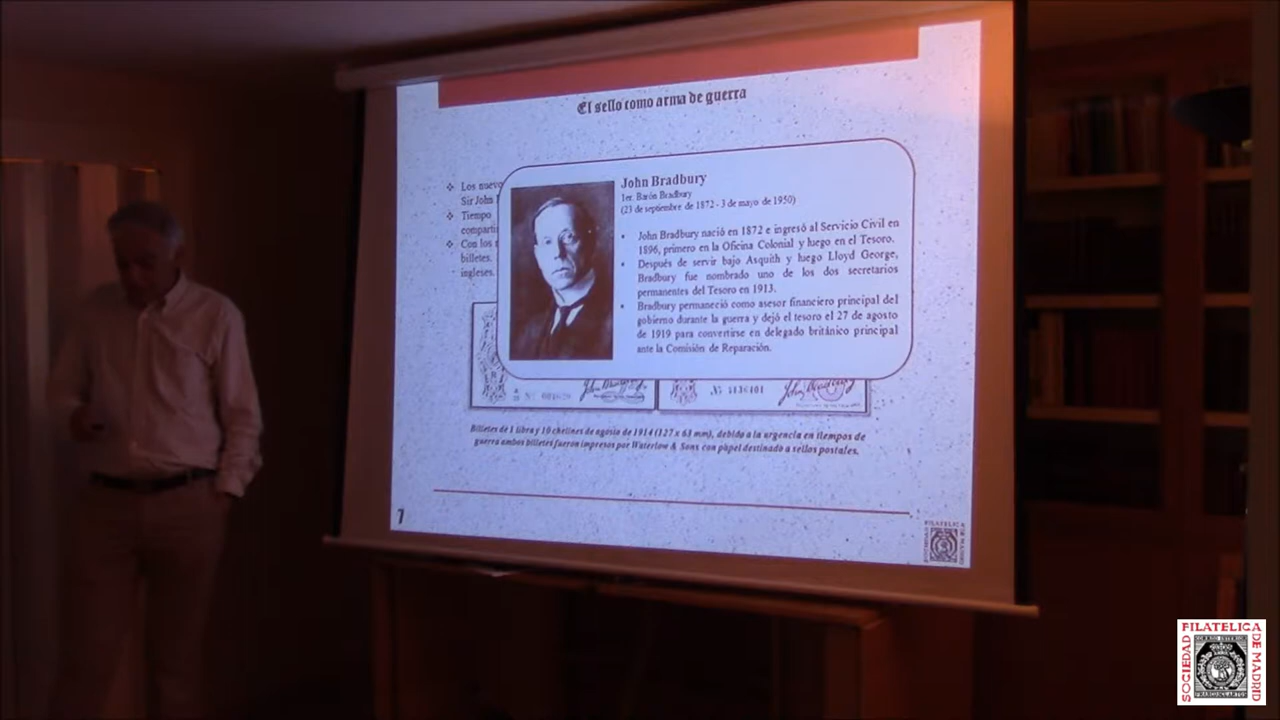 El sello como arma de guerra
Los nuevo
Sir John
Tiempo
Con los
billetes.
ingleses.
John Bradbury
1er. Barón Bradbury
(23 de septiembre de 1872 - 3 de mayo de 1950)
John Bradbury nació en 1872 e ingresó al Servicio Civil en
1896, primero en la Oficina Colonial y luego en el Tesoro.
Después de servir bajo Asquith y luego Lloyd George,
Bradbury fue nombrado uno de los dos secretarios
permanentes del Tesoro en 1913.
Bradbury permaneció como asesor financiero principal del
gobierno durante la guerra y dejó el tesoro el 27 de agosto
de 1919 para convertirse en delegado británico principal
ante la Comisión de Reparación.
Billetes de 1 libra y 10 chelines de agosto de 1914 (127 x 63 mm), debido a la urgencia en tiempos de
guerra ambos billetes fueron impresos por Waterlow & Sons con papel destinado a sellos postales.
7
SOCIEDAD FILATELICA DE MADRID